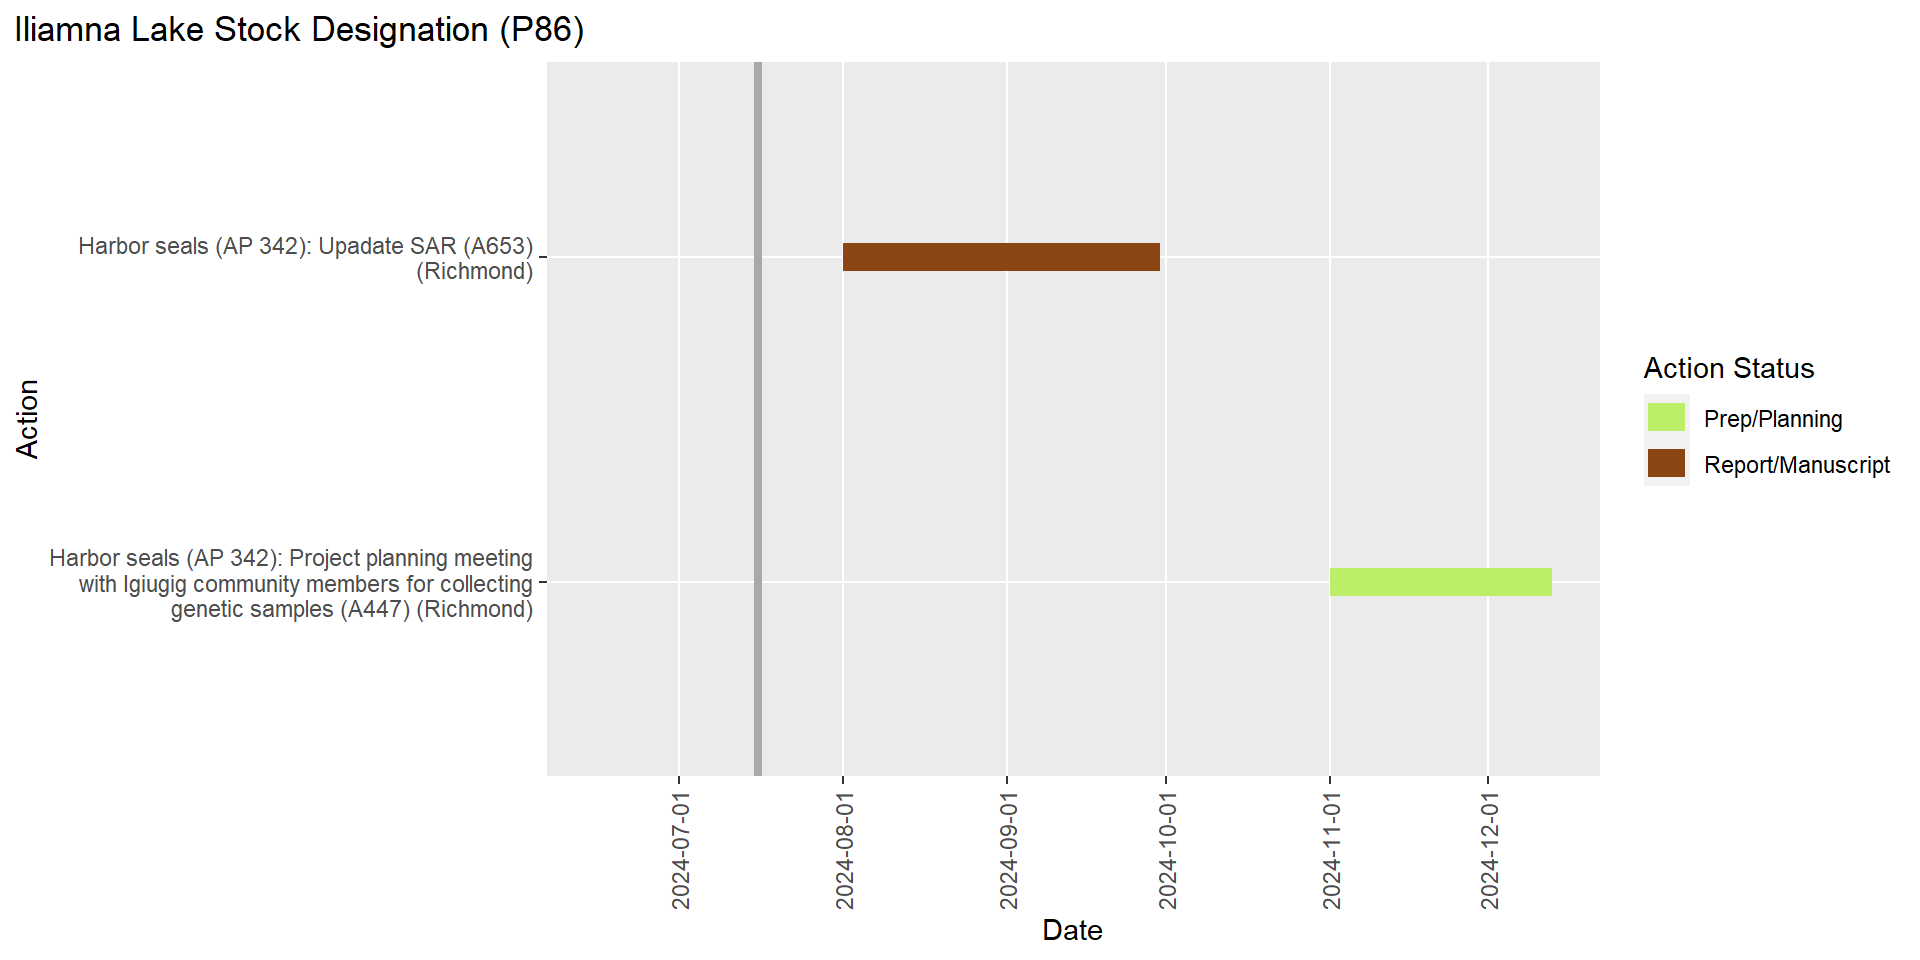 Iliamna Lake Stock Designation (P86)
Action
Harbor seals (AP 342): Upadate SAR (A653)
(Richmond)
Harbor seals (AP 342): Project planning meeting
with Igiugig community members for collecting
genetic samples (A447) (Richmond)
2024-07-01
2024-08-01
2024-09-01
2024-10-01
2024-11-01
2024-12-01
Date
Action Status
Prep/Planning
Report/Manuscript